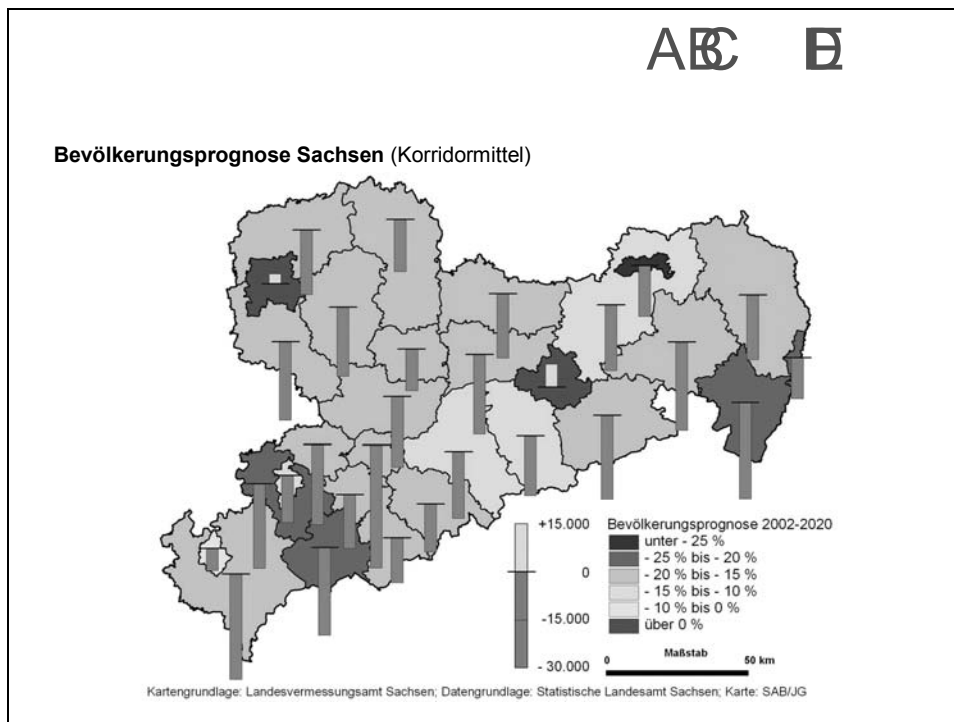 ABC DE
Bevölkerungsprognose Sachsen (Korridormittel)
+15.000
0
-15.000
- 30.000
Bevölkerungsprognose 2002-2020
unter - 25 %
- 25 % bis - 20 %
- 20 % bis - 15 %
- 15 % bis - 10 %
- 10 % bis 0 %
über 0 %
Maßstab
0 50 km
Kartengrundlage: Landesvermessungsamt Sachsen; Datengrundlage: Statistische Landesamt Sachsen; Karte: SAB/JG